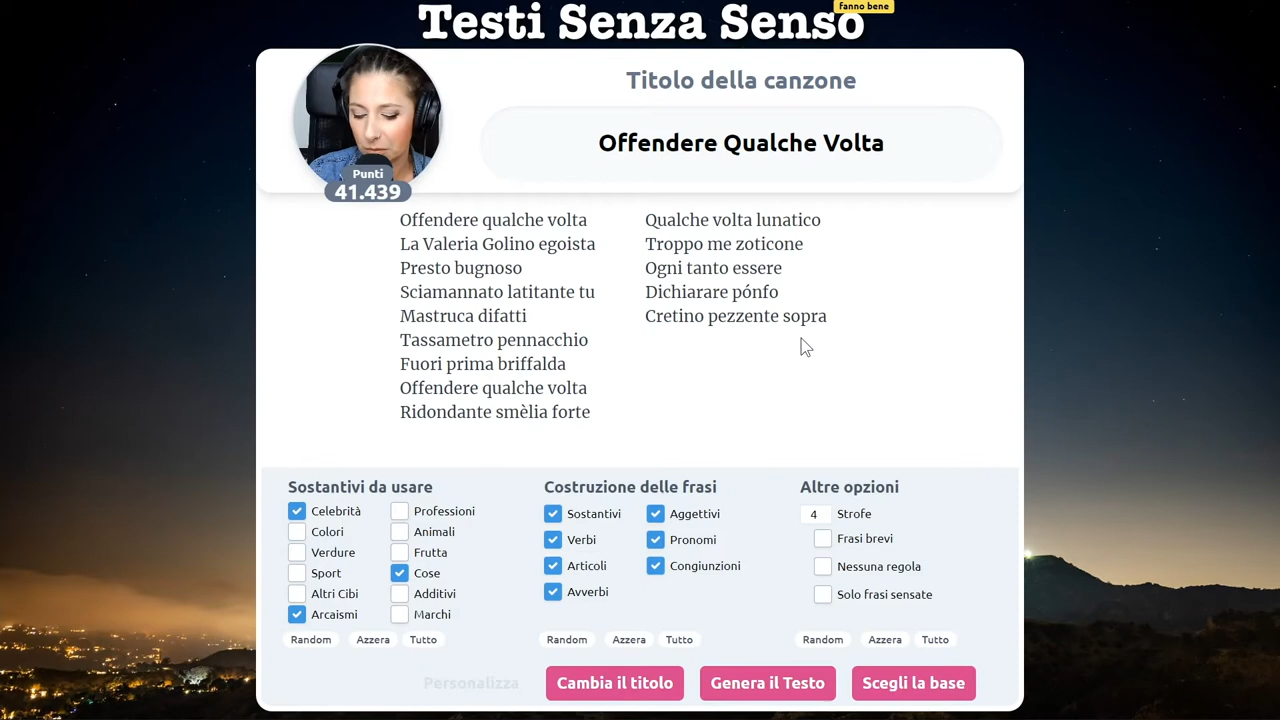 fanno bene
Testi Senza Senso
Titolo della canzone
Offendere Qualche Volta
Punti
41.439
Offendere qualche volta
La Valeria Golino egoista
Presto bugnoso
Sciamannato latitante tu
Mastruca difatti
Tassametro pennacchio
Fuori prima briffalda
Offendere qualche volta
Ridondante smèlia forte
Qualche volta lunatico
Troppo me zoticone
Ogni tanto essere
Dichiarare pónfo
Cretino pezzente sopra
Sostantivi da usare
Celebrità
Professioni
Colori
Animali
Verdure
Frutta
Sport
Cose
Altri Cibi
Additivi
Arcaismi
Marchi
Random Azzera Tutto
Costruzione delle frasi
Sostantivi
Aggettivi
Verbi
Pronomi
Articoli
Congiunzioni
Avverbi
Random Azzera Tutto
Altre opzioni
4 Strofe
Frasi brevi
Nessuna regola
Solo frasi sensate
Random Azzera Tutto
Personalizza
Cambia il titolo
Genera il Testo
Scegli la base